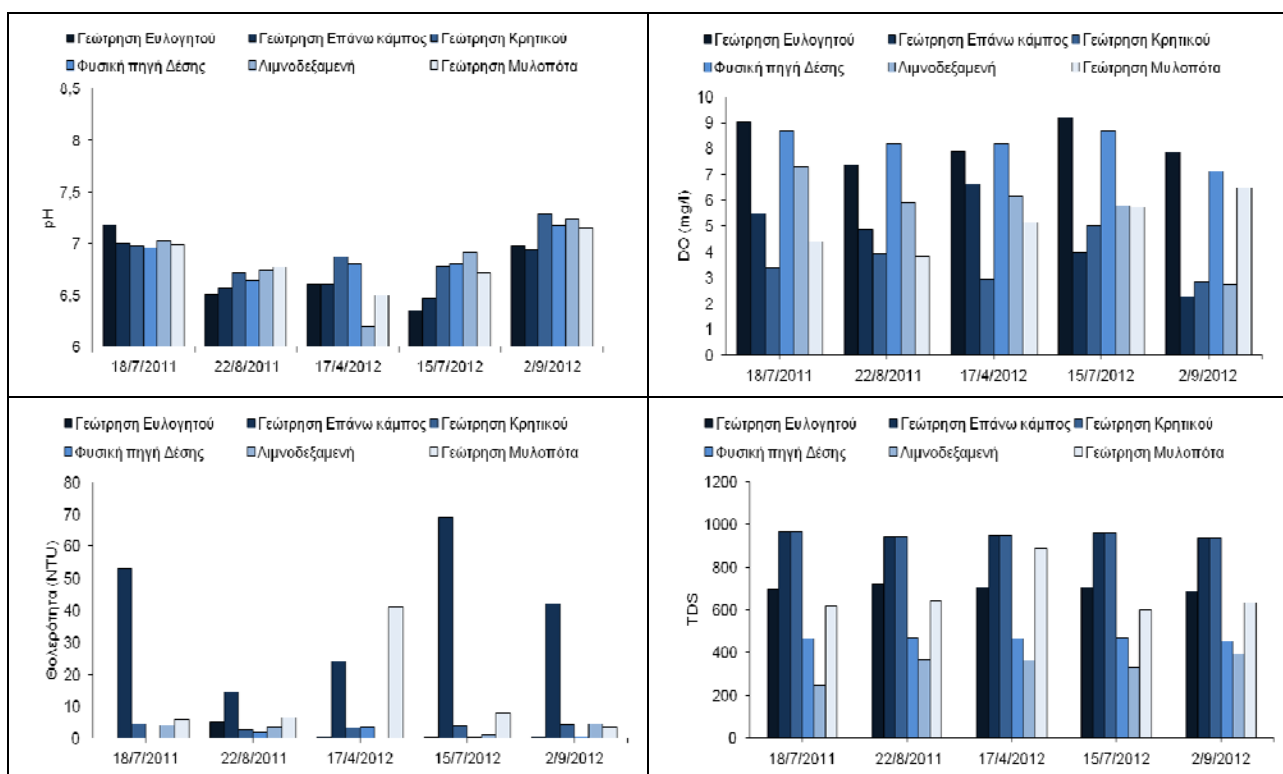 Γεώτρηση Ευλογητού Γεώτρηση Επάνω κάμπος Γεώτρηση Κρητικού
Φυσική πηγή Δέσης Λιμνοδεξαμενή Γεώτρηση Μυλοπότα
8,5
8
7,5
7
6,5
6
pH
18/7/2011 22/8/2011 17/4/2012 15/7/2012 2/9/2012
Γεώτρηση Ευλογητού Γεώτρηση Επάνω κάμπος Γεώτρηση Κρητικού
Φυσική πηγή Δέσης Λιμνοδεξαμενή Γεώτρηση Μυλοπότα
10
9
8
7
6
5
4
3
2
1
0
DO (mg/l)
18/7/2011 22/8/2011 17/4/2012 15/7/2012 2/9/2012
Γεώτρηση Ευλογητού Γεώτρηση Επάνω κάμπος Γεώτρηση Κρητικού
Φυσική πηγή Δέσης Λιμνοδεξαμενή Γεώτρηση Μυλοπότα
80
70
60
50
40
30
20
10
0
Θολερότητα (NTU)
18/7/2011 22/8/2011 17/4/2012 15/7/2012 2/9/2012
Γεώτρηση Ευλογητού Γεώτρηση Επάνω κάμπος Γεώτρηση Κρητικού
Φυσική πηγή Δέσης Λιμνοδεξαμενή Γεώτρηση Μυλοπότα
1200
1000
800
600
400
200
0
TDS
18/7/2011 22/8/2011 17/4/2012 15/7/2012 2/9/2012